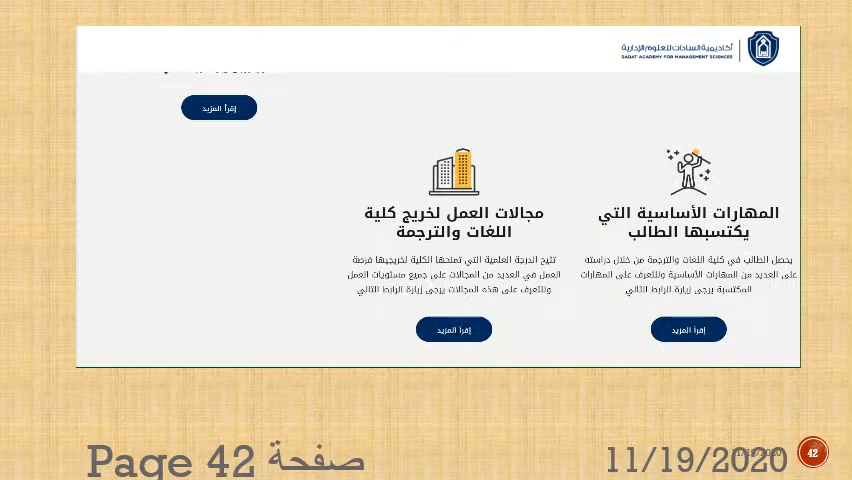 أكاديمية السادات للعلوم الإدارية
SADAT ACADEMY FOR MANAGEMENT SCIENCES
إقرأ المزيد
المهارات الأساسية التي
يكتسبها الطالب
يحصل الطالب في كلية اللغات والترجمة من خلال دراسته
على العديد من المهارات الأساسية وللتعرف على المهارات
المكتسبة يرجى زيارة الرابط التالي
إقرأ المزيد
مجالات العمل لخريج كلية
اللغات والترجمة
تتيح الدرجة العلمية التي تمنحها الكلية لخريجيها فرصة
العمل في العديد من المجالات على جميع مستويات العمل
وللتعرف على هذه المجالات يرجى زيارة الرابط التالي
إقرأ المزيد
Page 42 صفحة
11/19/2020
11/19/2020
42